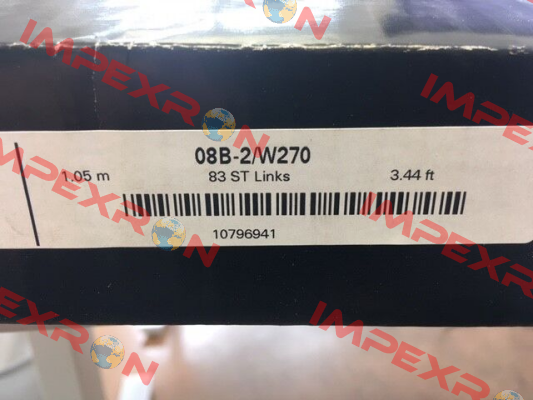 08B-2/W270
1.05 m 83 ST Links 3.44 ft
10796941
IMPEXRON
IMPEXRON
IMPEXRON
IMPEXRON
IMPEXRON